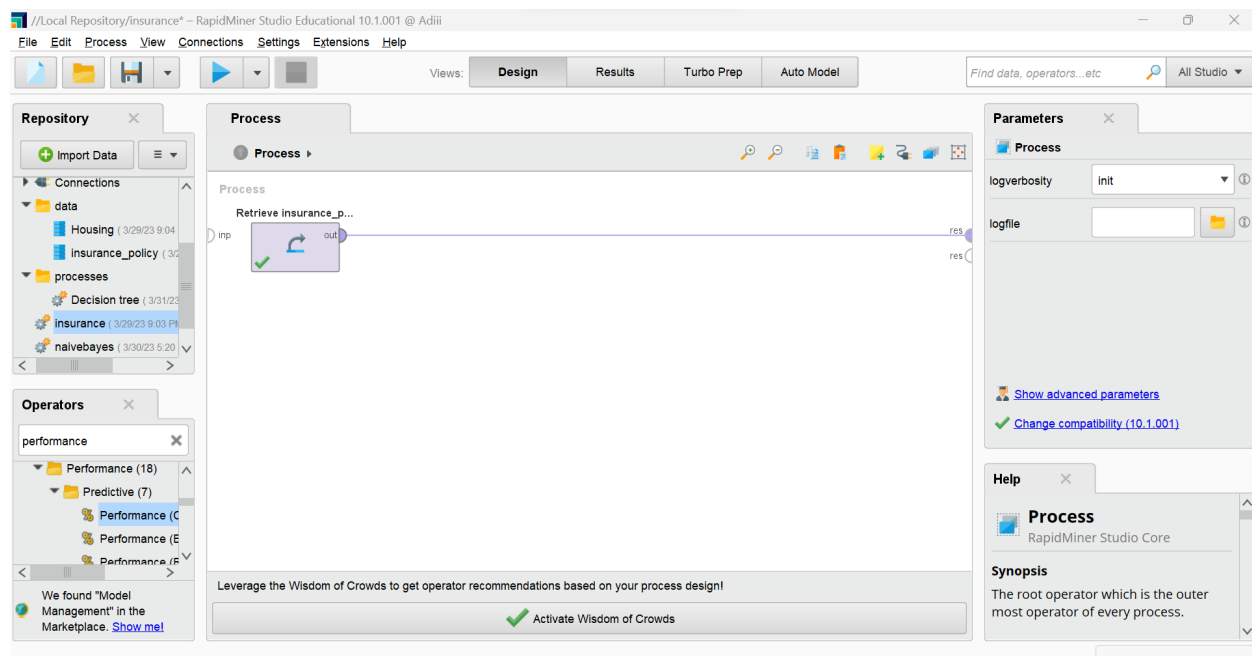 //Local Repository/insurance* – RapidMiner Studio Educational 10.1.001 @ Adiii
File Edit Process View Connections Settings Extensions Help
Views: Design Results Turbo Prep Auto Model
Find data, operators...etc
All Studio
Repository
Import Data
Connections
data
Housing ( 3/29/23 9:04
insurance_policy ( 3/2
processes
Decision tree ( 3/31/23
insurance ( 3/29/23 9:03 PM
naivebayes ( 3/30/23 5:20
Operators
performance
Performance (18)
Predictive (7)
Performance (C
Performance (E
Performance (F
We found "Model
Management" in the
Marketplace. Show me!
Process
Process
Process
Retrieve insurance_p...
inp
out
res
res
Leverage the Wisdom of Crowds to get operator recommendations based on your process design!
Activate Wisdom of Crowds
Parameters
Process
logverbosity
init
logfile
Show advanced parameters
Change compatibility (10.1.001)
Help
Process
RapidMiner Studio Core
Synopsis
The root operator which is the outer
most operator of every process.